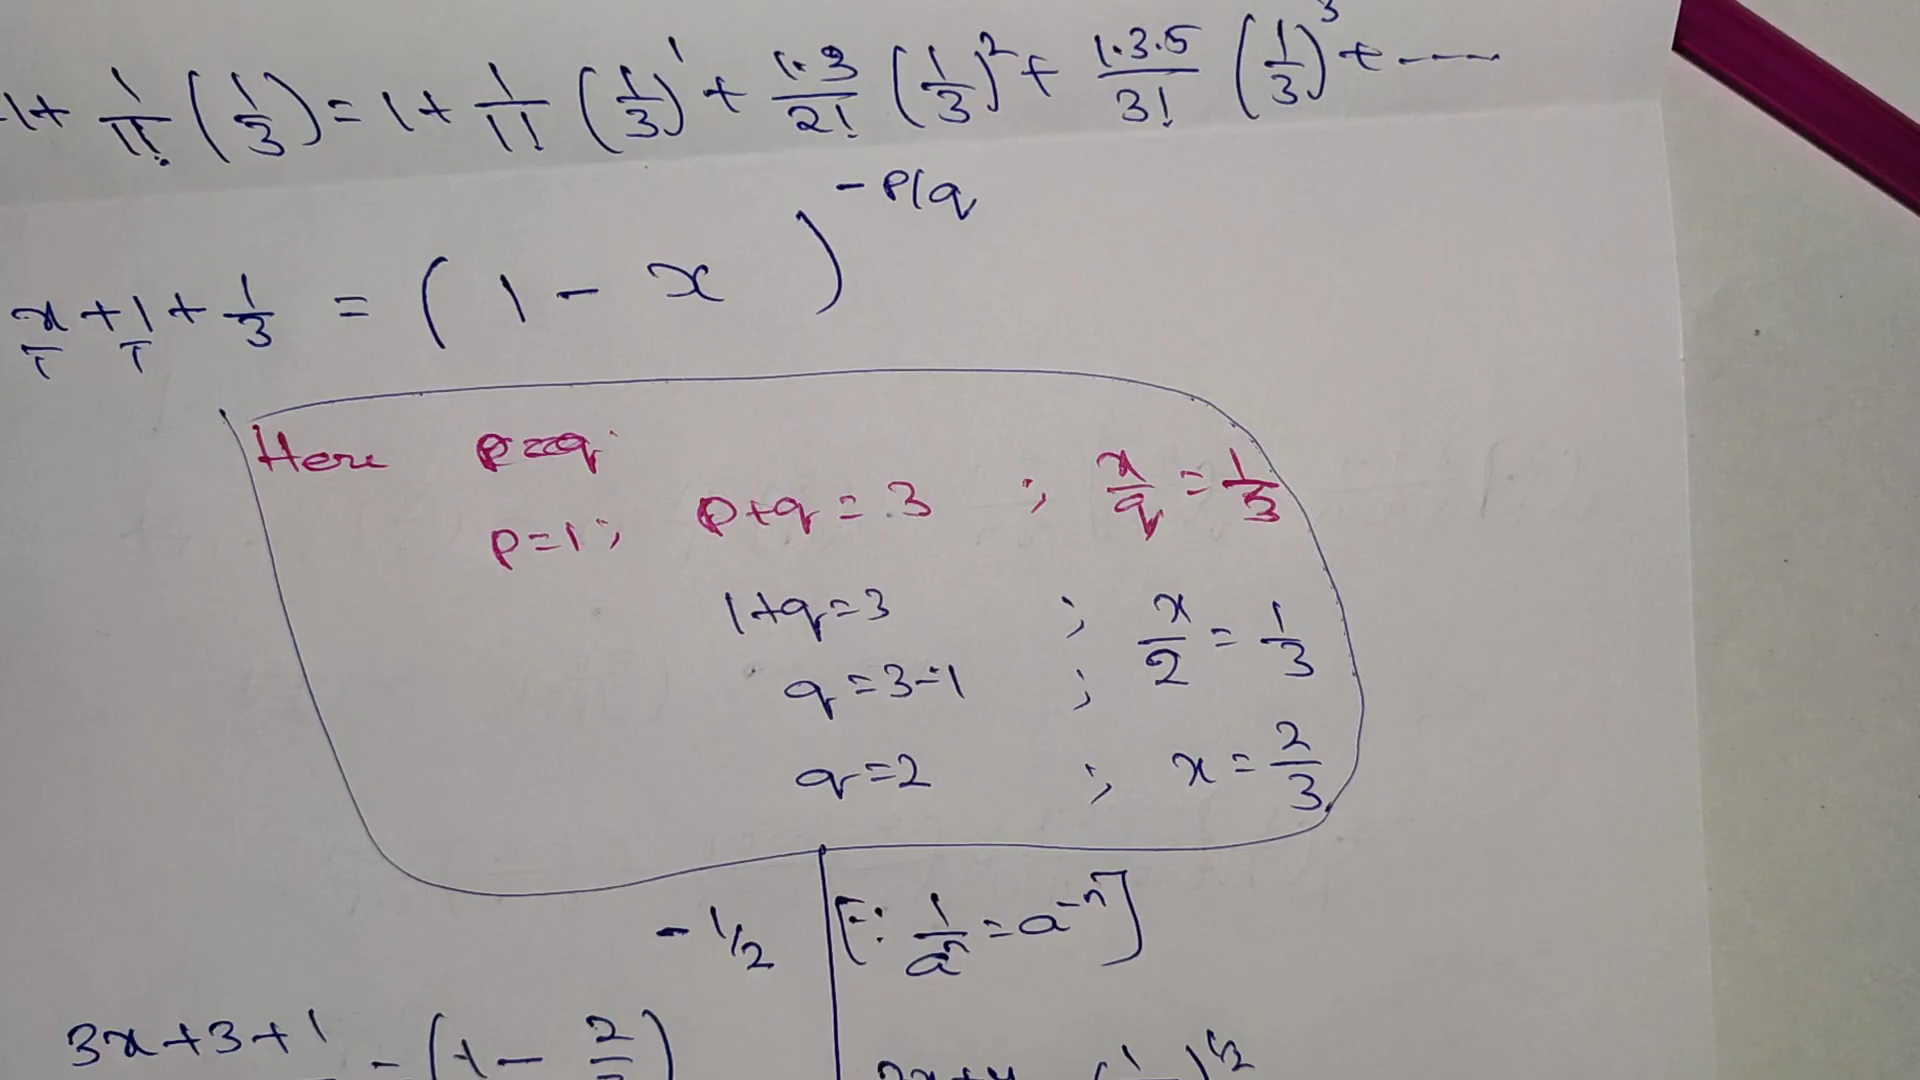 1 + 1/1! (1/3) = 1 + 1/1! (1/3)^1 + 1·3/2! (1/3)^2 + 1·3·5/3! (1/3)^3 + ----
x/1 + 1/1 + 1/3 = ( 1 - x )^-p/q
Here
p=1 ; p+q = 3 ; x/q = 1/3
1+q=3 ; x/2 = 1/3
q = 3-1 ;
q=2 ; x = 2/3
-1/2 [∵ 1/a^n = a^-n]
3x+3+1 = (1 - 2